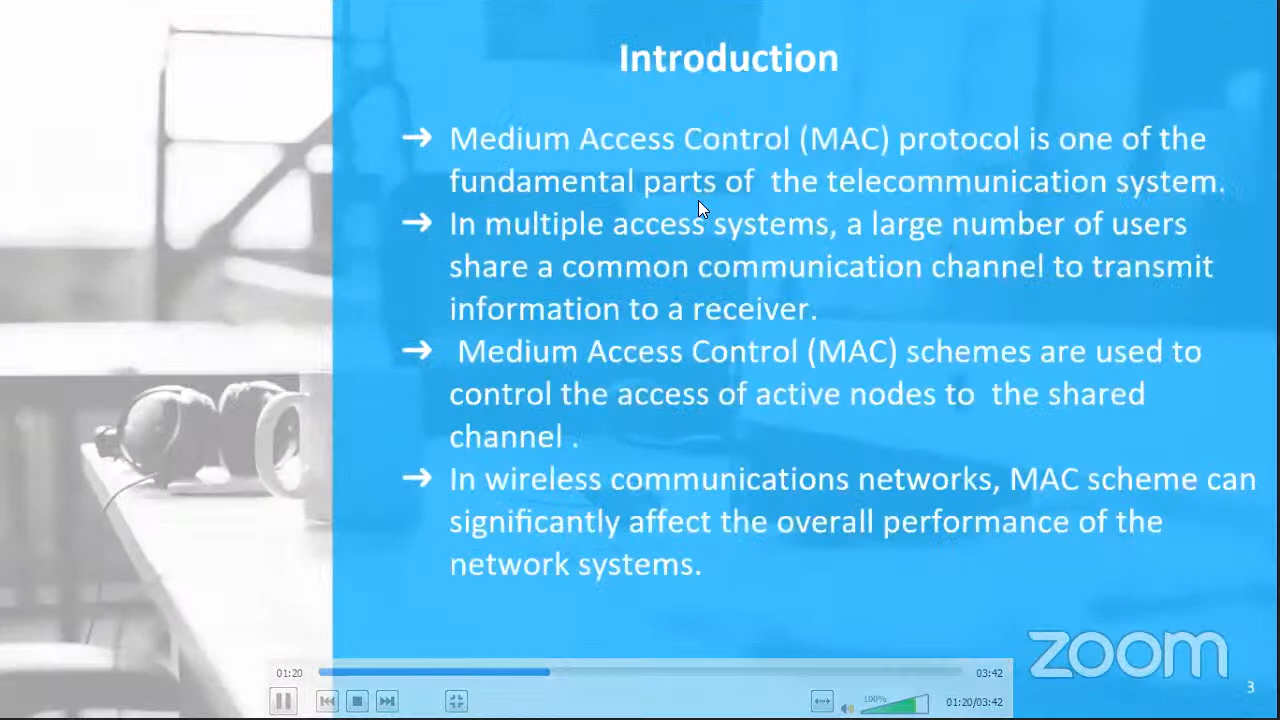 Introduction
➔ Medium Access Control (MAC) protocol is one of the
fundamental parts of  the telecommunication system.
➔ In multiple access systems, a large number of users
share a common communication channel to transmit
information to a receiver.
➔  Medium Access Control (MAC) schemes are used to
control the access of active nodes to  the shared
channel .
➔ In wireless communications networks, MAC scheme can
significantly affect the overall performance of the
network systems.
zoom
3
01:20
03:42
100%
01:20/03:42